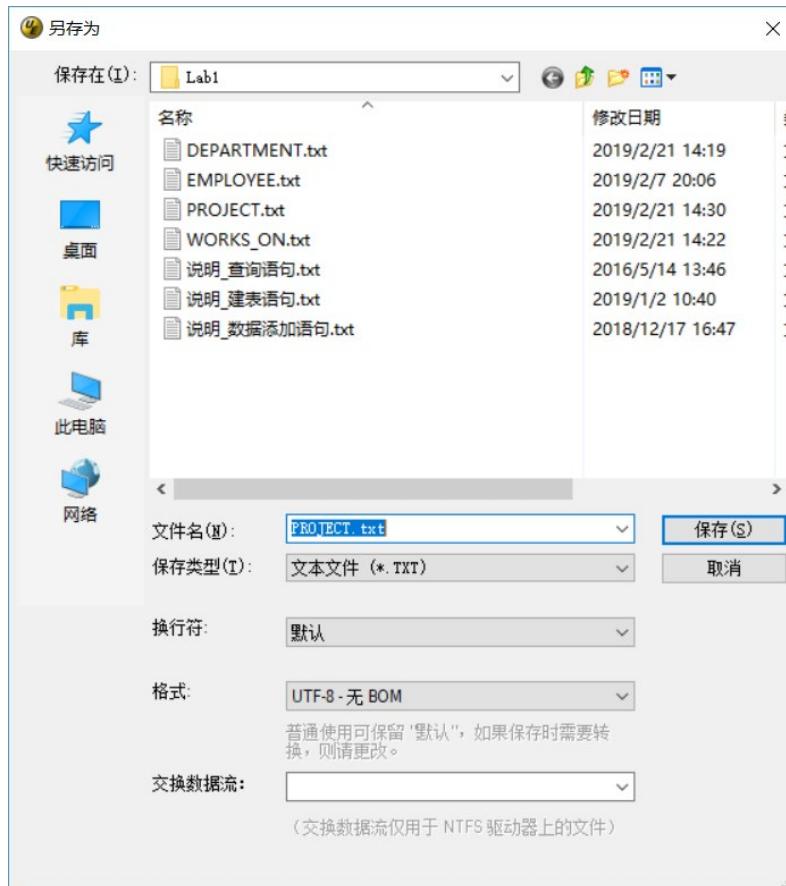 另存为
保存在(I):
Lab1
名称
修改日期
DEPARTMENT.txt
2019/2/21 14:19
EMPLOYEE.txt
2019/2/7 20:06
PROJECT.txt
2019/2/21 14:30
WORKS_ON.txt
2019/2/21 14:22
说明_查询语句.txt
2016/5/14 13:46
说明_建表语句.txt
2019/1/2 10:40
说明_数据添加语句.txt
2018/12/17 16:47
快速访问
桌面
库
此电脑
网络
文件名(N):
PROJECT.txt
保存(S)
保存类型(T):
文本文件 (*.TXT)
取消
换行符:
默认
格式:
UTF-8 - 无 BOM
普通使用可保留 '默认", 如果保存时需要转
换，则请更改。
交换数据流:
（交换数据流仅用于 NTFS 驱动器上的文件）